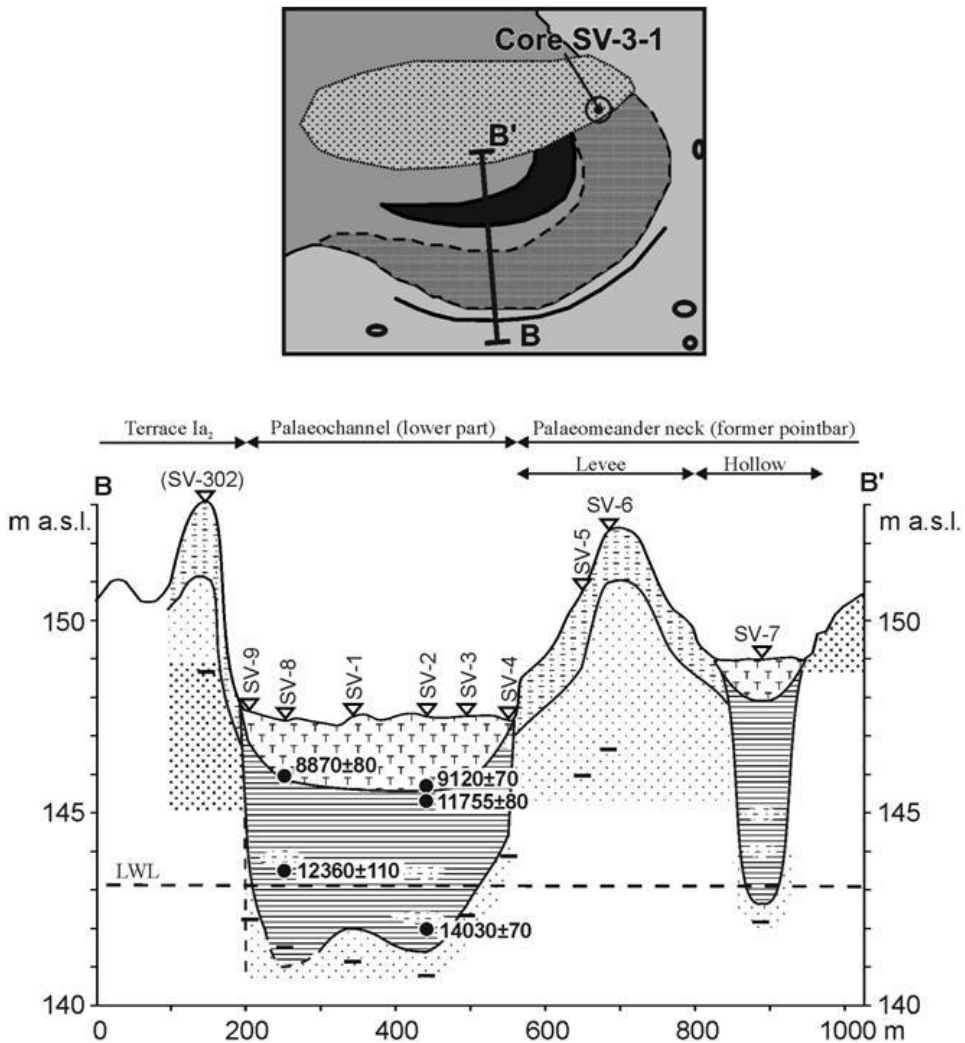 Core SV-3-1
B'
B
Terrace Ia₂
Palaeochannel (lower part)
Palaeomeander neck (former pointbar)
Levee
Hollow
B
(SV-302)
SV-6
B'
m a.s.l.
m a.s.l.
SV-5
150
150
SV-7
SV-9
SV-8
SV-1
SV-2
SV-3
SV-4
T T T
8870±80
9120±70
145
11755±80
145
12360±110
LWL
14030±70
140
140
0 200 400 600 800 1000 m